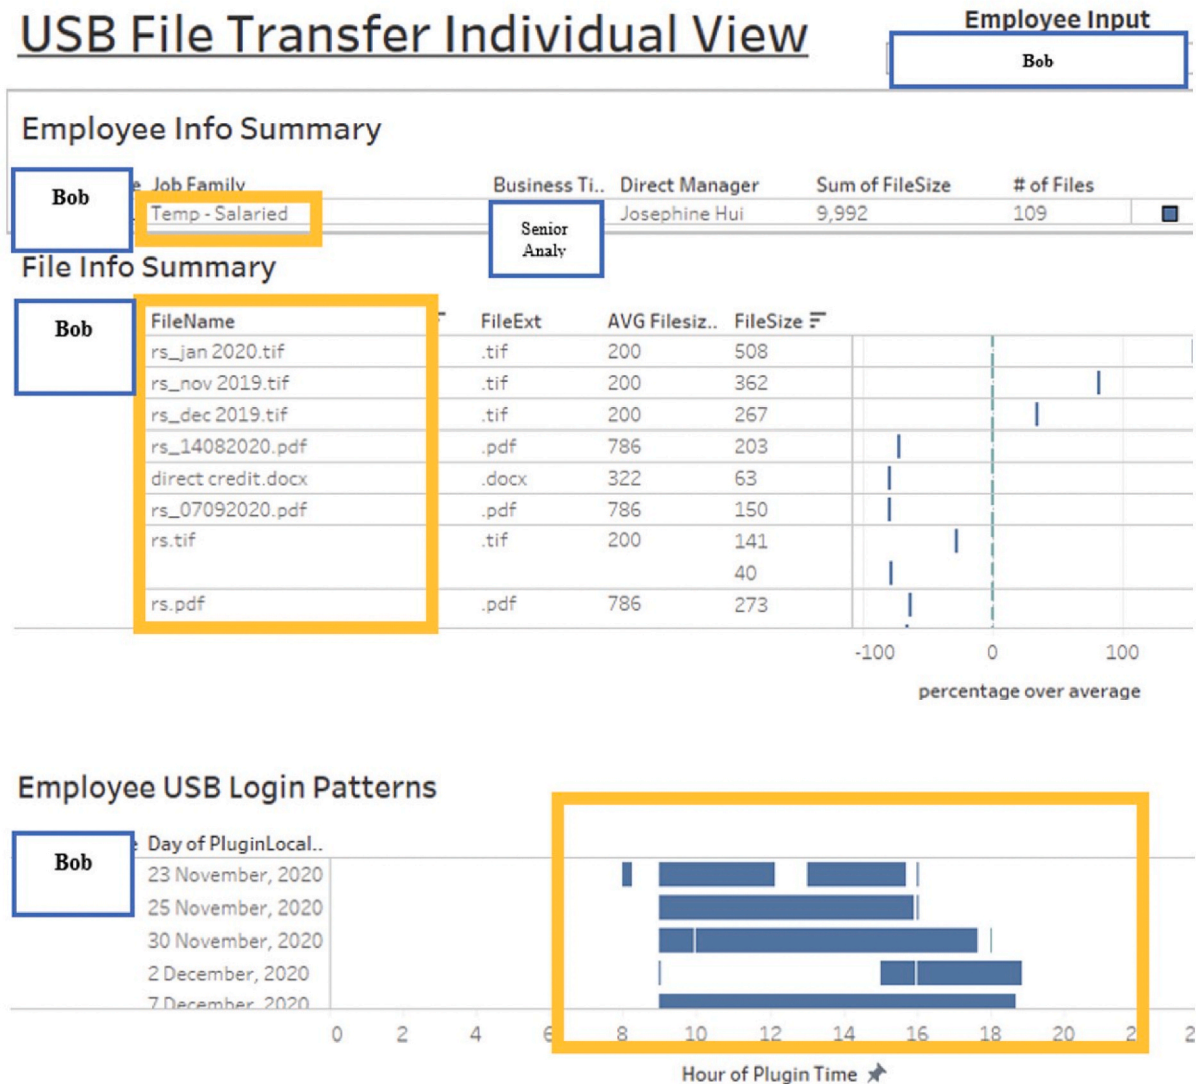 USB File Transfer Individual View
Employee Input
Bob
Employee Info Summary
Bob
Job Family Business Ti.. Direct Manager Sum of FileSize # of Files
Temp - Salaried Senior Analy Josephine Hui 9,992 109
File Info Summary
Bob
FileName FileExt AVG Filesiz.. FileSize
rs_jan 2020.tif .tif 200 508
rs_nov 2019.tif .tif 200 362
rs_dec 2019.tif .tif 200 267
rs_14082020.pdf .pdf 786 203
direct credit.docx .docx 322 63
rs_07092020.pdf .pdf 786 150
rs.tif .tif 200 141
40
rs.pdf .pdf 786 273
-100 0 100
percentage over average
Employee USB Login Patterns
Bob
Day of PluginLocal..
23 November, 2020
25 November, 2020
30 November, 2020
2 December, 2020
7 December, 2020
0 2 4 6 8 10 12 14 16 18 20 2 2
Hour of Plugin Time